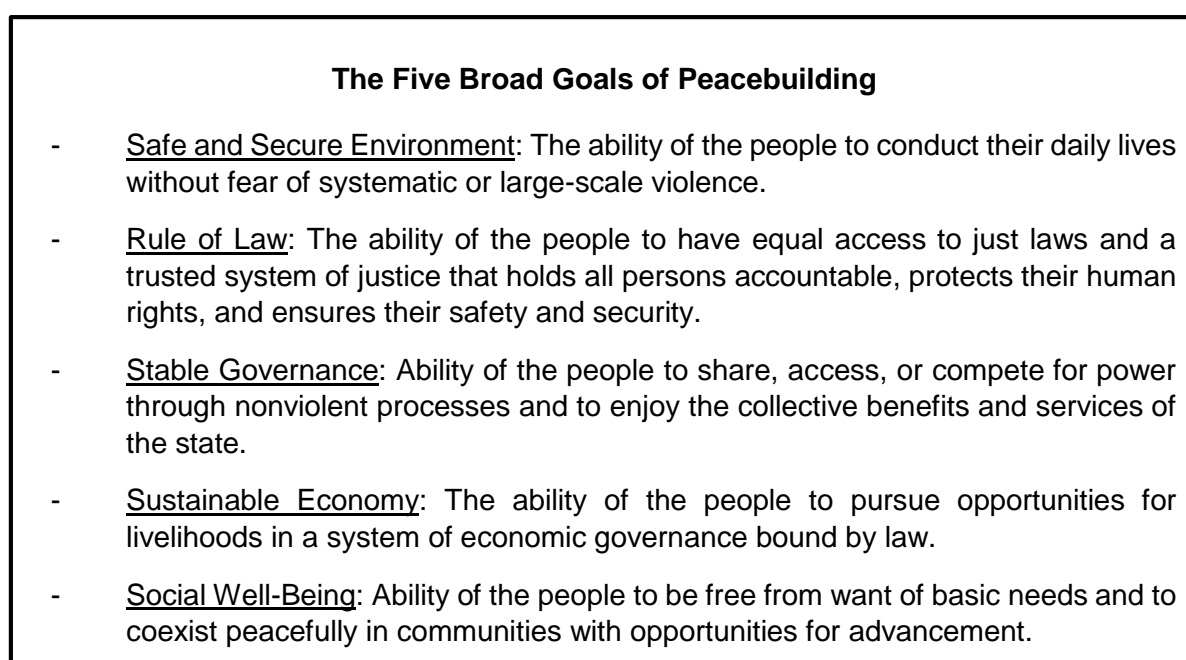 The Five Broad Goals of Peacebuilding
- Safe and Secure Environment: The ability of the people to conduct their daily lives
without fear of systematic or large-scale violence.
- Rule of Law: The ability of the people to have equal access to just laws and a
trusted system of justice that holds all persons accountable, protects their human
rights, and ensures their safety and security.
- Stable Governance: Ability of the people to share, access, or compete for power
through nonviolent processes and to enjoy the collective benefits and services of
the state.
- Sustainable Economy: The ability of the people to pursue opportunities for
livelihoods in a system of economic governance bound by law.
- Social Well-Being: Ability of the people to be free from want of basic needs and to
coexist peacefully in communities with opportunities for advancement.